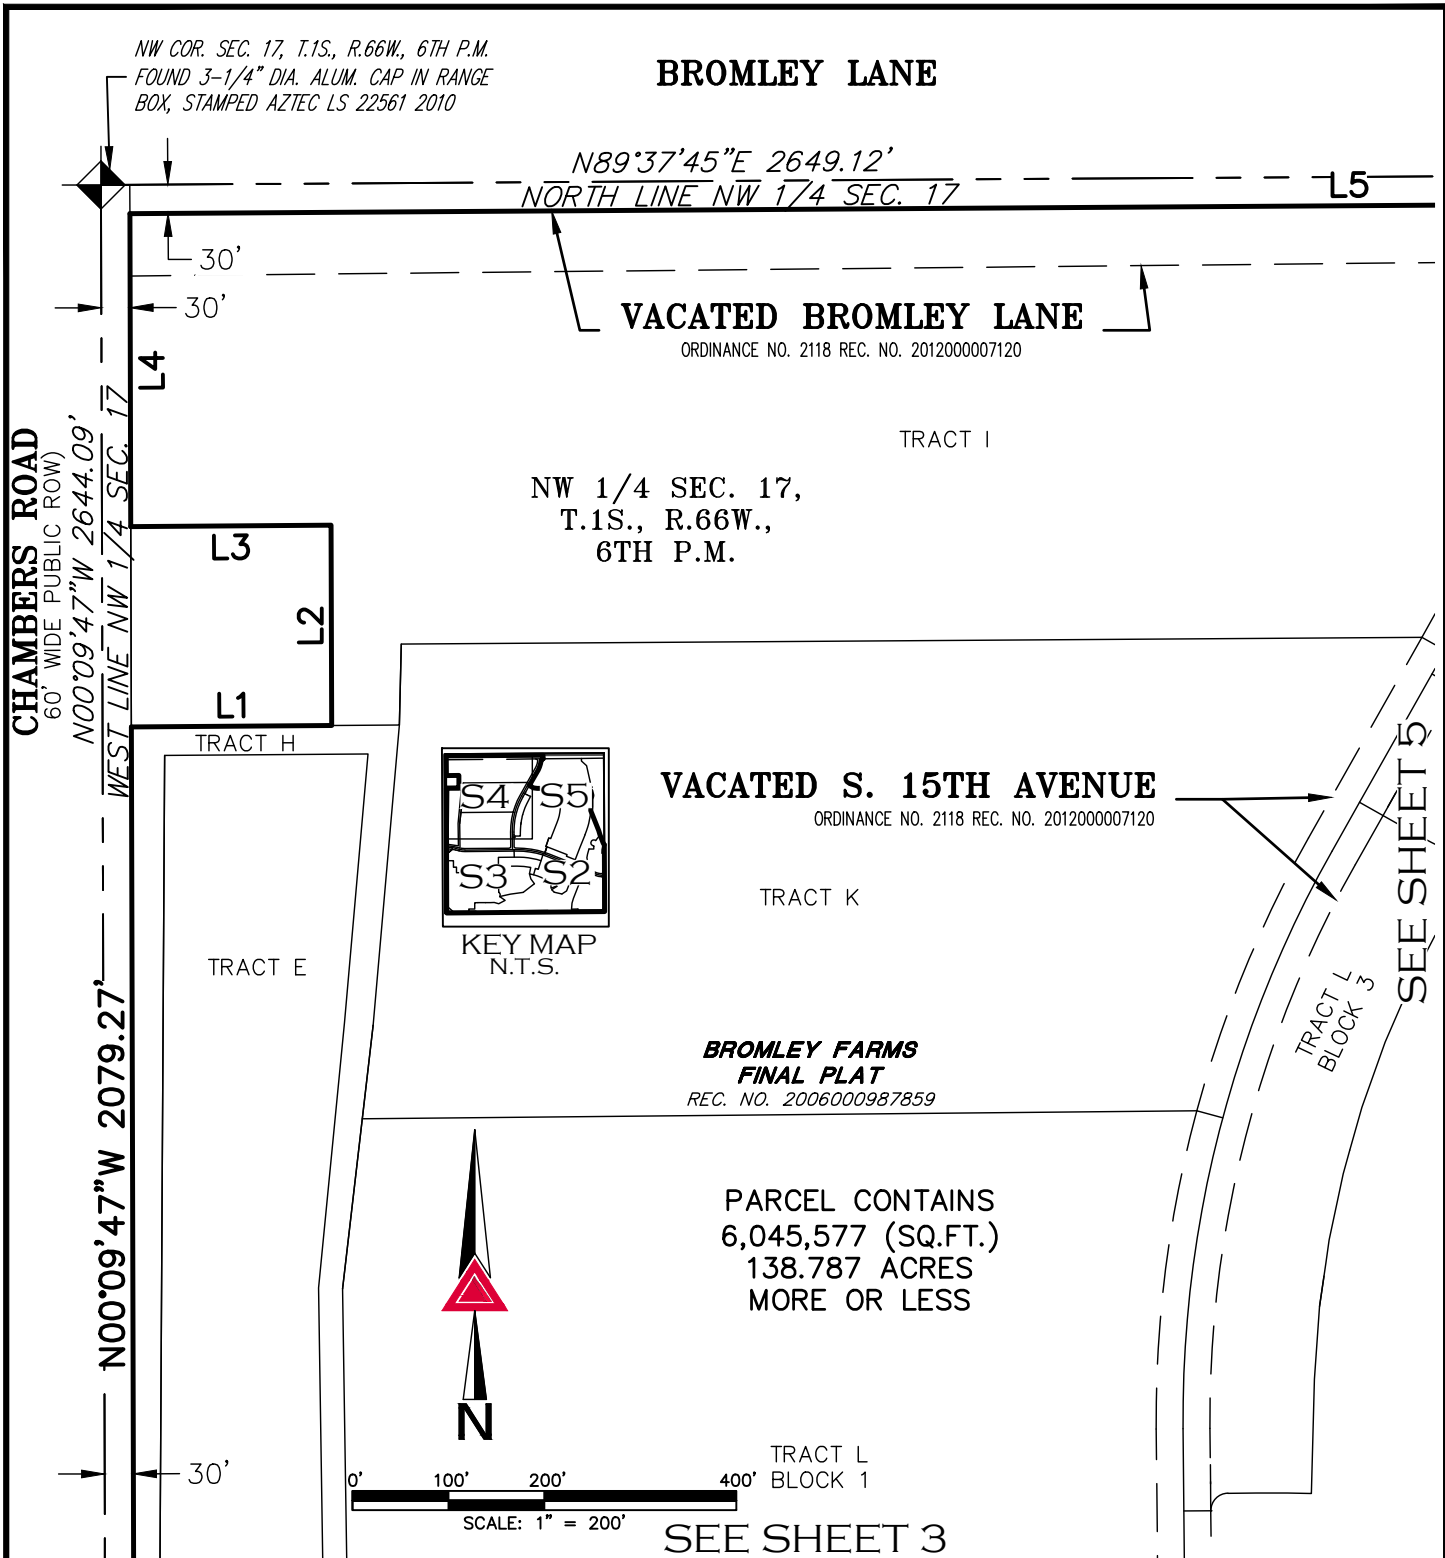 NW COR. SEC. 17, T.1S., R.66W., 6TH P.M.
FOUND 3-1/4" DIA. ALUM. CAP IN RANGE
BOX, STAMPED AZTEC LS 22561 2010
BROMLEY LANE
N89°37'45"E 2649.12'
NORTH LINE NW 1/4 SEC. 17
L5
30'
30'
VACATED BROMLEY LANE
ORDINANCE NO. 2118 REC. NO. 2012000007120
L4
TRACT I
CHAMBERS ROAD
60' WIDE PUBLIC ROW)
N00°09'47"W 2644.09'
WEST LINE NW 1/4 SEC. 17
NW 1/4 SEC. 17,
T.1S., R.66W.,
6TH P.M.
L3
L2
L1
TRACT H
S4
S5
S3
S2
KEY MAP
N.T.S.
VACATED S. 15TH AVENUE
ORDINANCE NO. 2118 REC. NO. 2012000007120
SEE SHEET 5
TRACT K
TRACT E
TRACT L
BLOCK 3
N00°09'47"W 2079.27'
BROMLEY FARMS
FINAL PLAT
REC. NO. 2006000987859
PARCEL CONTAINS
6,045,577 (SQ.FT.)
138.787 ACRES
MORE OR LESS
N
30'
0' 100' 200' 400'
SCALE: 1" = 200'
TRACT L
BLOCK 1
SEE SHEET 3